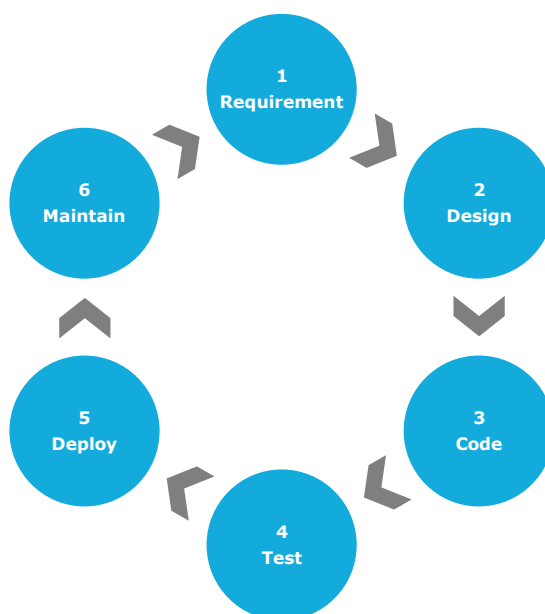 1
Requirement
2
Design
3
Code
4
Test
5
Deploy
6
Maintain